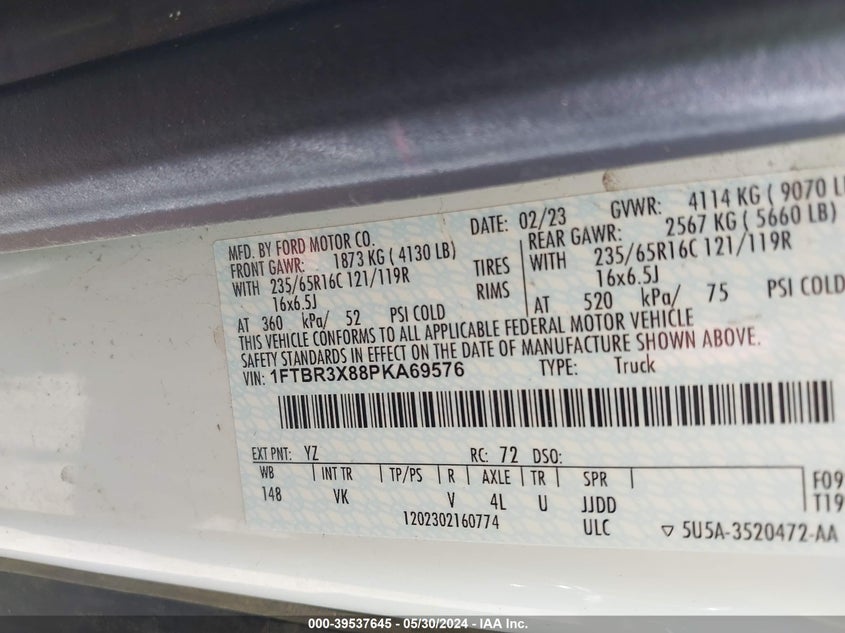 MFD. BY FORD MOTOR CO. DATE: 02/23 GVWR: 4114 KG ( 9070 L
FRONT GAWR: 1873 KG ( 4130 LB) REAR GAWR: 2567 KG ( 5660 LB)
WITH 235/65R16C 121/119R TIRES WITH 235/65R16C 121/119R
16x6.5J RIMS 16x6.5J
AT 360 kPa/ 52 PSI COLD AT 520 kPa/ 75 PSI COLD
THIS VEHICLE CONFORMS TO ALL APPLICABLE FEDERAL MOTOR VEHICLE
SAFETY STANDARDS IN EFFECT ON THE DATE OF MANUFACTURE SHOWN ABOVE.
VIN: 1FTBR3X88PKA69576 TYPE: Truck
EXT PNT: YZ RC: 72 DSO:
WB INT TR TP/PS R AXLE TR SPR F09
148 VK V 4L U JJDD T19
1202302160774 ULC ▽ 5U5A-3520472-AA
000-39537645 - 05/30/2024 - IAA Inc.